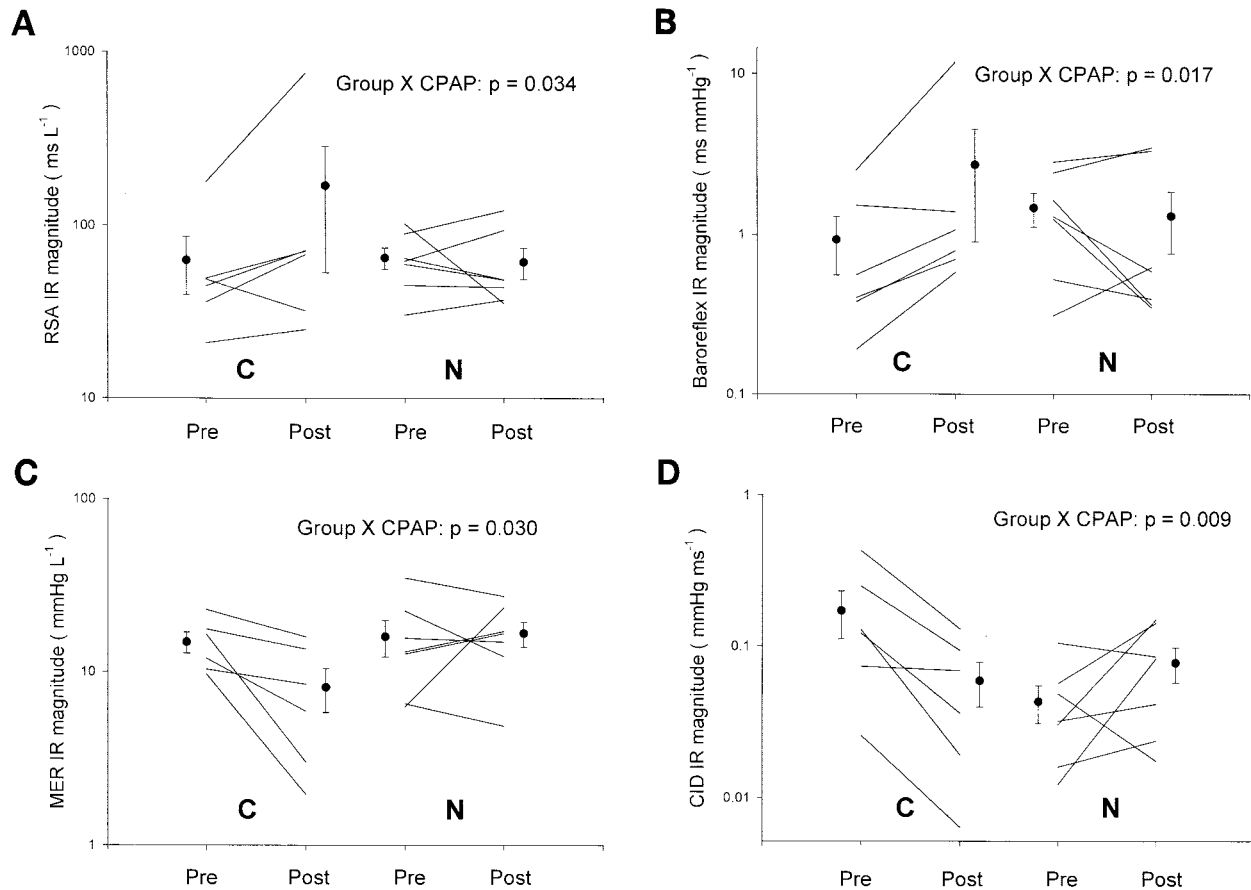 A
1000
100
10
RSA IR magnitude ( ms L⁻¹ )
Group X CPAP: p = 0.034
C
N
Pre
Post
Pre
Post
B
10
1
0.1
Baroreflex IR magnitude ( ms mmHg⁻¹ )
Group X CPAP: p = 0.017
C
N
Pre
Post
Pre
Post
C
100
10
1
MER IR magnitude ( mmHg L⁻¹ )
Group X CPAP: p = 0.030
C
N
Pre
Post
Pre
Post
D
1
0.1
0.01
CID IR magnitude ( mmHg ms⁻¹ )
Group X CPAP: p = 0.009
C
N
Pre
Post
Pre
Post